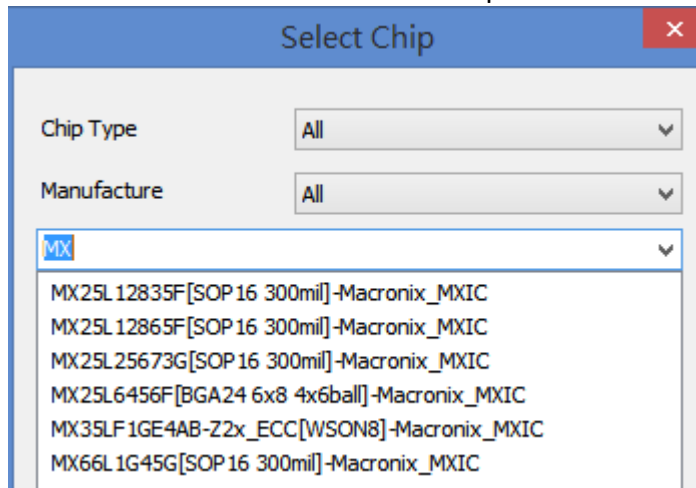 Select Chip
Chip Type All
Manufacture All
MX
MX25L12835F[SOP16 300mil]-Macronix_MXIC
MX25L12865F[SOP16 300mil]-Macronix_MXIC
MX25L25673G[SOP16 300mil]-Macronix_MXIC
MX25L6456F[BGA24 6x8 4x6ball]-Macronix_MXIC
MX35LF1GE4AB-Z2x_ECC[WSON8]-Macronix_MXIC
MX66L1G45G[SOP16 300mil]-Macronix_MXIC